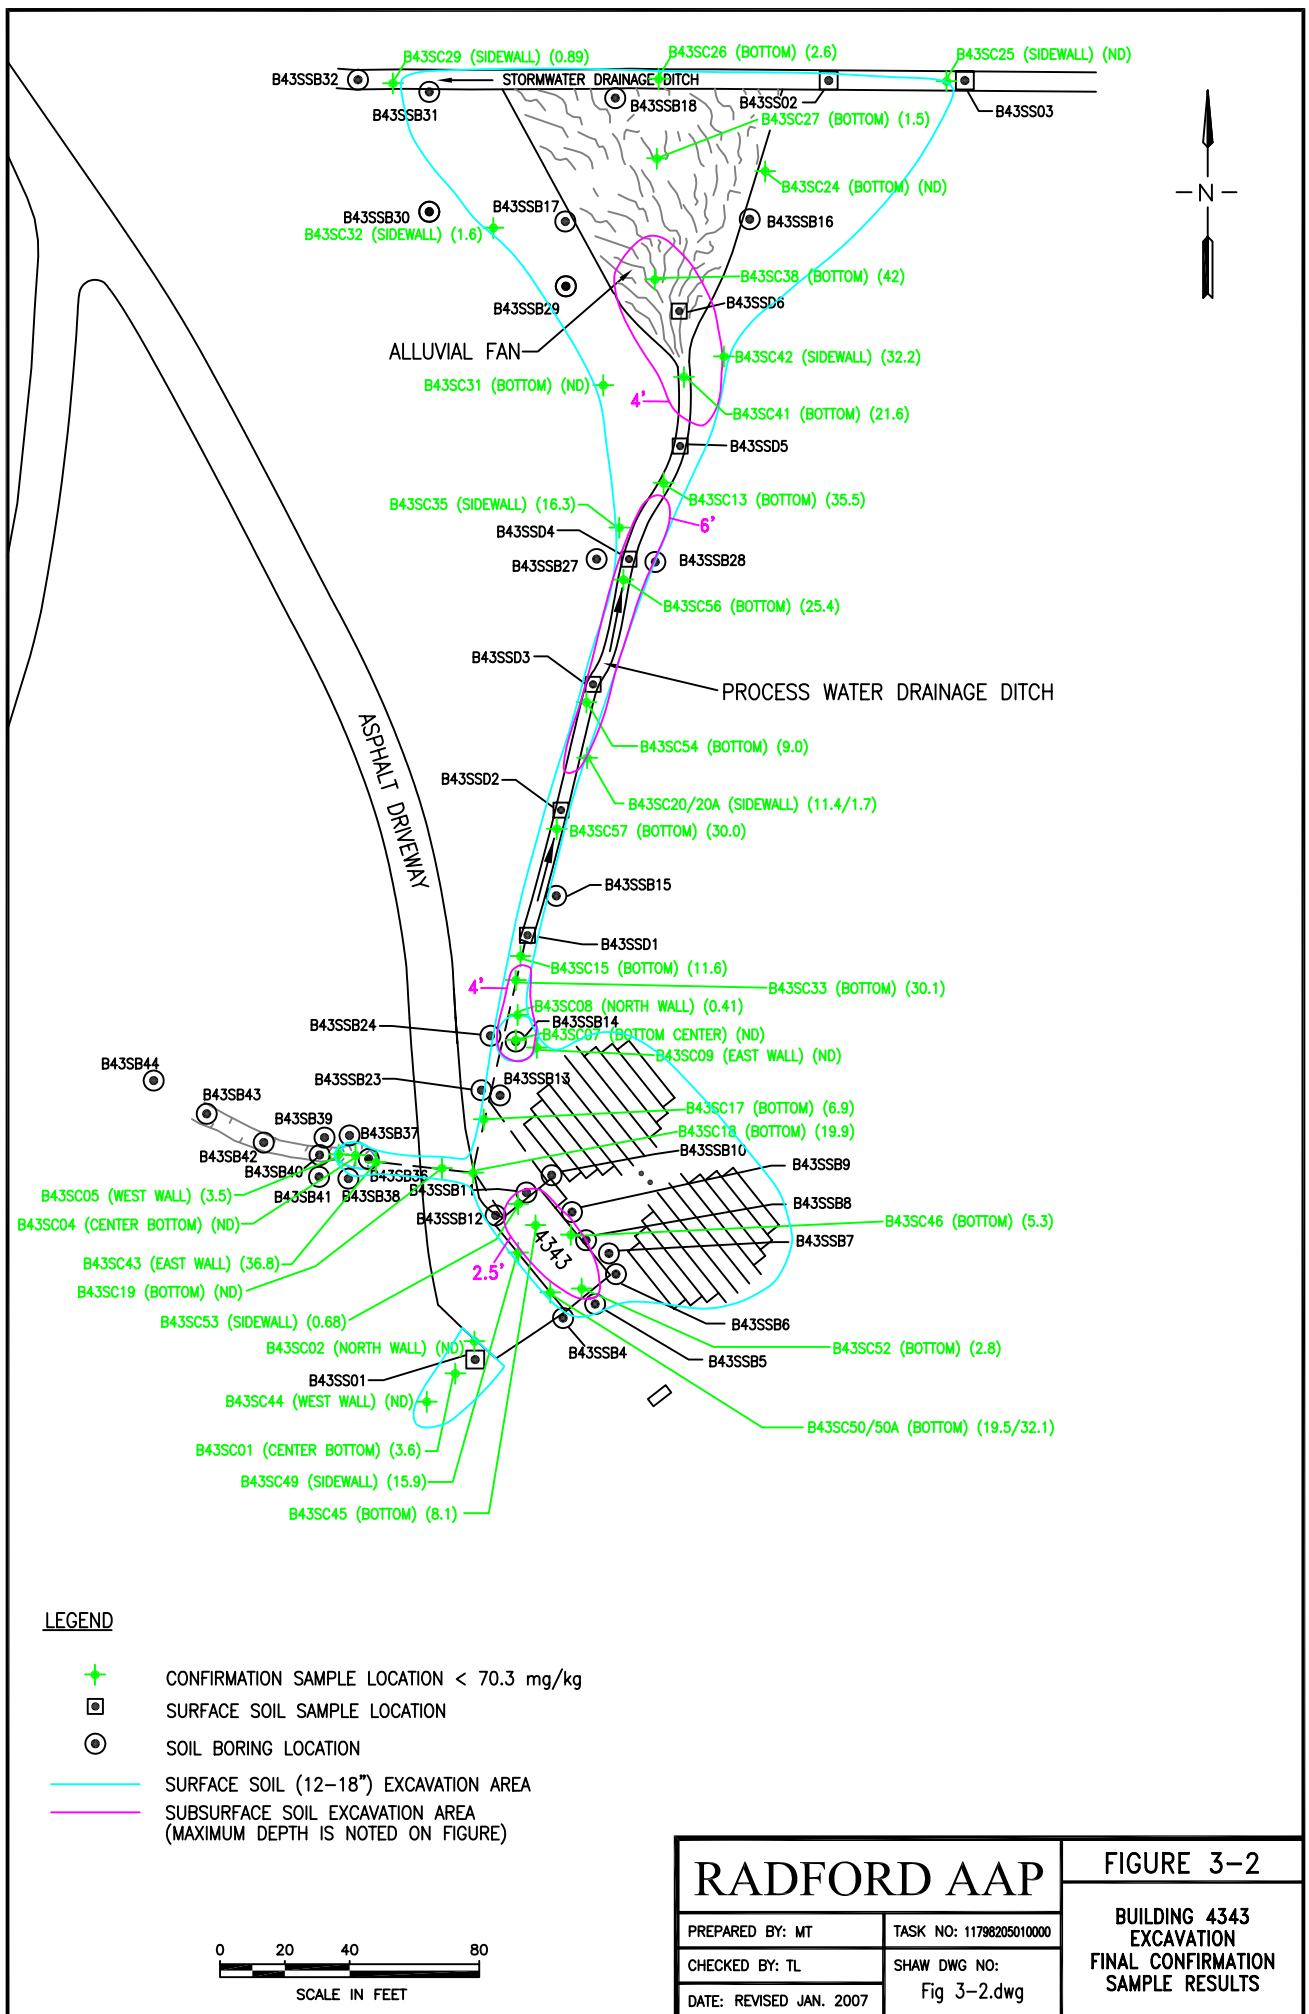 B43SC29 (SIDEWALL) (0.89)
B43SC26 (BOTTOM) (2.6)
B43SC25 (SIDEWALL) (ND)
B43SSB32
STORMWATER DRAINAGE DITCH
B43SSB31
B43SSB18
B43SS02
B43SS03
B43SC27 (BOTTOM) (1.5)
B43SC24 (BOTTOM) (ND)
N
B43SSB30
B43SSB17
B43SSB16
B43SC32 (SIDEWALL) (1.6)
B43SC38 (BOTTOM) (42)
B43SSB29
B43SSD6
ALLUVIAL FAN
B43SC42 (SIDEWALL) (32.2)
B43SC31 (BOTTOM) (ND)
4'
B43SC41 (BOTTOM) (21.6)
B43SSD5
B43SC35 (SIDEWALL) (16.3)
B43SC13 (BOTTOM) (35.5)
6'
B43SSD4
B43SSB27
B43SSB28
B43SC56 (BOTTOM) (25.4)
B43SSD3
PROCESS WATER DRAINAGE DITCH
ASPHALT DRIVEWAY
B43SC54 (BOTTOM) (9.0)
B43SSD2
B43SC20/20A (SIDEWALL) (11.4/1.7)
B43SC57 (BOTTOM) (30.0)
B43SSB15
B43SSD1
B43SC15 (BOTTOM) (11.6)
4'
B43SC33 (BOTTOM) (30.1)
B43SC08 (NORTH WALL) (0.41)
B43SSB24
B43SSB14
B43SC07 (BOTTOM CENTER) (ND)
B43SC09 (EAST WALL) (ND)
B43SB44
B43SSB23
B43SSB13
B43SB43
B43SC17 (BOTTOM) (6.9)
B43SB39
B43SB37
B43SC18 (BOTTOM) (19.9)
B43SB42
B43SSB10
B43SB40
B43SB36
B43SSB9
B43SB41
B43SB38
B43SSB11
B43SC05 (WEST WALL) (3.5)
B43SSB8
B43SC04 (CENTER BOTTOM) (ND)
B43SSB12
B43SC46 (BOTTOM) (5.3)
4343
B43SSB7
B43SC43 (EAST WALL) (36.8)
2.5'
B43SC19 (BOTTOM) (ND)
B43SC53 (SIDEWALL) (0.68)
B43SSB6
B43SC02 (NORTH WALL) (ND)
B43SSB4
B43SC52 (BOTTOM) (2.8)
B43SSB5
B43SS01
B43SC44 (WEST WALL) (ND)
B43SC50/50A (BOTTOM) (19.5/32.1)
B43SC01 (CENTER BOTTOM) (3.6)
B43SC49 (SIDEWALL) (15.9)
B43SC45 (BOTTOM) (8.1)
LEGEND
CONFIRMATION SAMPLE LOCATION < 70.3 mg/kg
SURFACE SOIL SAMPLE LOCATION
SOIL BORING LOCATION
SURFACE SOIL (12-18") EXCAVATION AREA
SUBSURFACE SOIL EXCAVATION AREA
(MAXIMUM DEPTH IS NOTED ON FIGURE)
0 20 40 80
SCALE IN FEET
RADFORD AAP
PREPARED BY: MT
TASK NO: 11798205010000
CHECKED BY: TL
SHAW DWG NO:
Fig 3-2.dwg
DATE: REVISED JAN. 2007
FIGURE 3-2
BUILDING 4343
EXCAVATION
FINAL CONFIRMATION
SAMPLE RESULTS